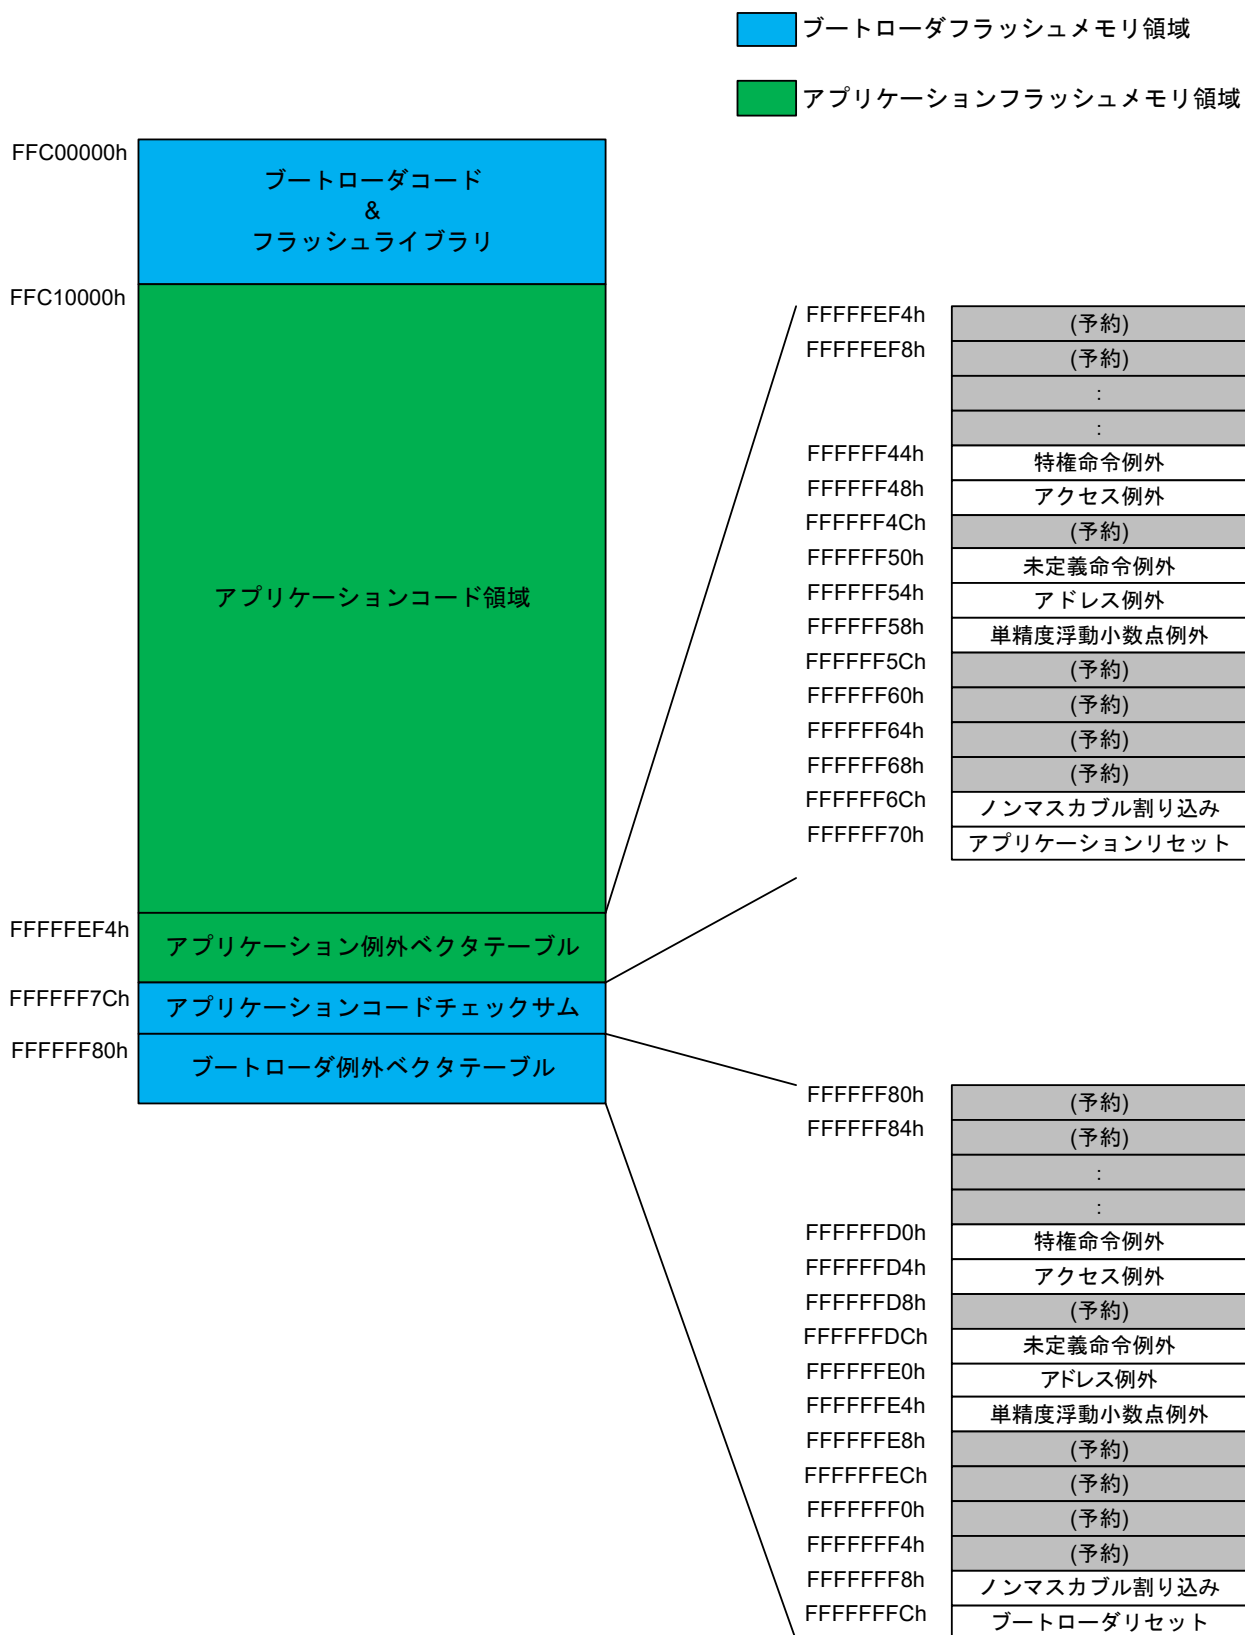 ブートローダフラッシュメモリ領域
アプリケーションフラッシュメモリ領域
FFC00000h
ブートローダコード
&
フラッシュライブラリ
FFC10000h
アプリケーションコード領域
FFFFFEF4h
アプリケーション例外ベクタテーブル
FFFFFF7Ch
アプリケーションコードチェックサム
FFFFFF80h
ブートローダ例外ベクタテーブル
FFFFFEF4h
(予約)
FFFFFEF8h
(予約)
:
:
FFFFFF44h
特権命令例外
FFFFFF48h
アクセス例外
FFFFFF4Ch
(予約)
FFFFFF50h
未定義命令例外
FFFFFF54h
アドレス例外
FFFFFF58h
単精度浮動小数点例外
FFFFFF5Ch
(予約)
FFFFFF60h
(予約)
FFFFFF64h
(予約)
FFFFFF68h
(予約)
FFFFFF6Ch
ノンマスカブル割り込み
FFFFFF70h
アプリケーションリセット
FFFFFF80h
(予約)
FFFFFF84h
(予約)
:
:
FFFFFFD0h
特権命令例外
FFFFFFD4h
アクセス例外
FFFFFFD8h
(予約)
FFFFFFDCh
未定義命令例外
FFFFFFE0h
アドレス例外
FFFFFFE4h
単精度浮動小数点例外
FFFFFFE8h
(予約)
FFFFFFECh
(予約)
FFFFFFF0h
(予約)
FFFFFFF4h
(予約)
FFFFFFF8h
ノンマスカブル割り込み
FFFFFFFCh
ブートローダリセット